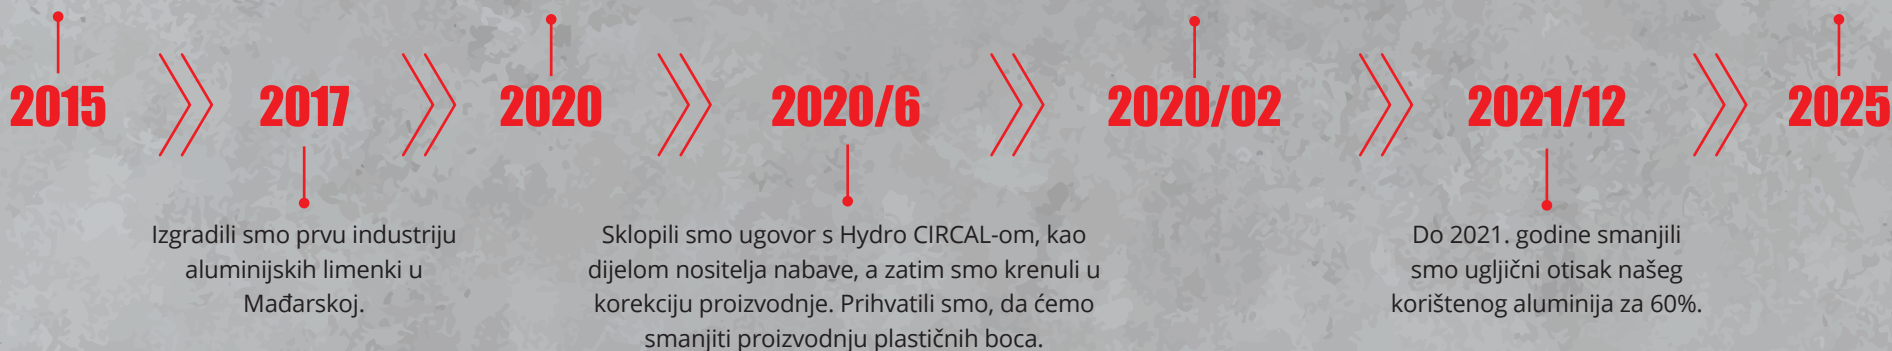 2015
2017
2020
2020/6
2020/02
2021/12
2025
Izgradili smo prvu industriju
aluminijskih limenki u
Mađarskoj.
Sklopili smo ugovor s Hydro CIRCAL-om, kao
dijelom nositelja nabave, a zatim smo krenuli u
korekciju proizvodnje. Prihvatili smo, da ćemo
smanjiti proizvodnju plastičnih boca.
Do 2021. godine smanjili
smo ugljični otisak našeg
korištenog aluminija za 60%.